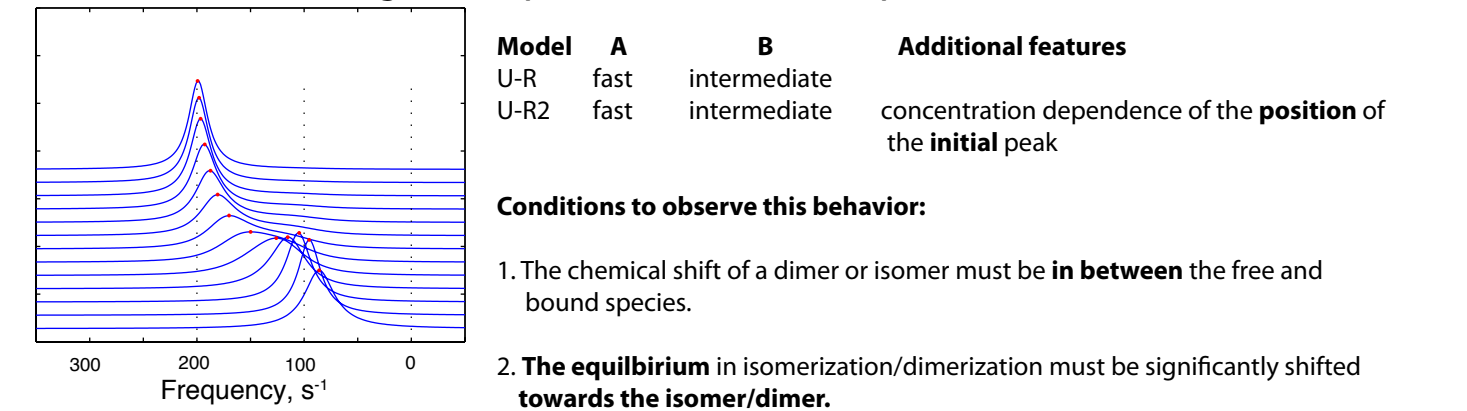 300 200 100 0
Frequency, s-1
Model A B Additional features
U-R fast intermediate
U-R2 fast intermediate concentration dependence of the position of
the initial peak
Conditions to observe this behavior:
1. The chemical shift of a dimer or isomer must be in between the free and
bound species.
2. The equilbirium in isomerization/dimerization must be significantly shifted
towards the isomer/dimer.